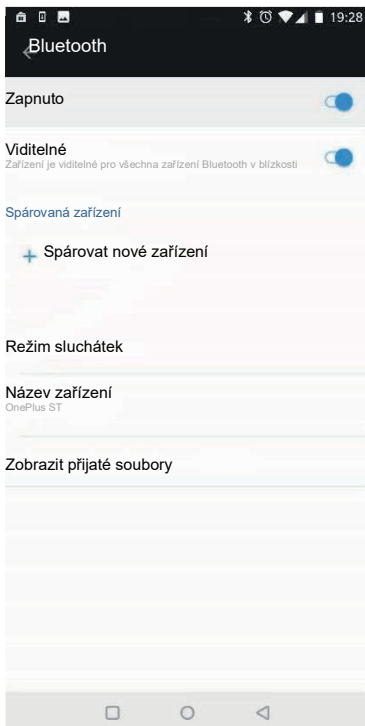 19:28
Bluetooth
Zapnuto
Viditelné
Zařízení je viditelné pro všechna zařízení Bluetooth v blízkosti
Spárovaná zařízení
+ Spárovat nové zařízení
Režim sluchátek
Název zařízení
OnePlus ST
Zobrazit přijaté soubory